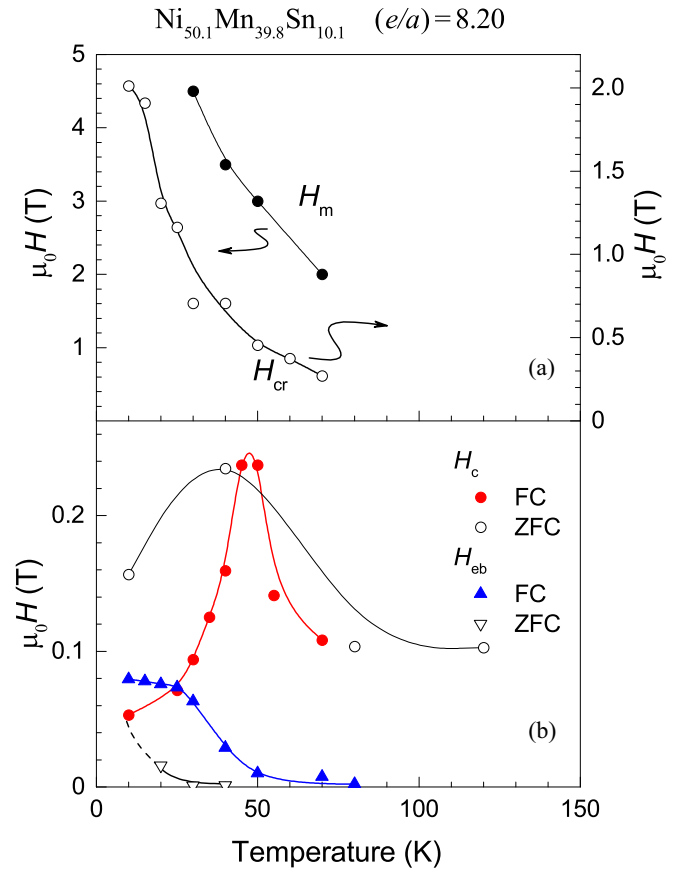 Ni50.1Mn39.8Sn10.1 (e/a) = 8.20
5
4
3
2
1
μ0H (T)
2.0
1.5
1.0
0.5
0
μ0H (T)
Hm
Hcr
(a)
0.2
0.1
0
μ0H (T)
Hc
FC
ZFC
Heb
FC
ZFC
(b)
0 50 100 150
Temperature (K)